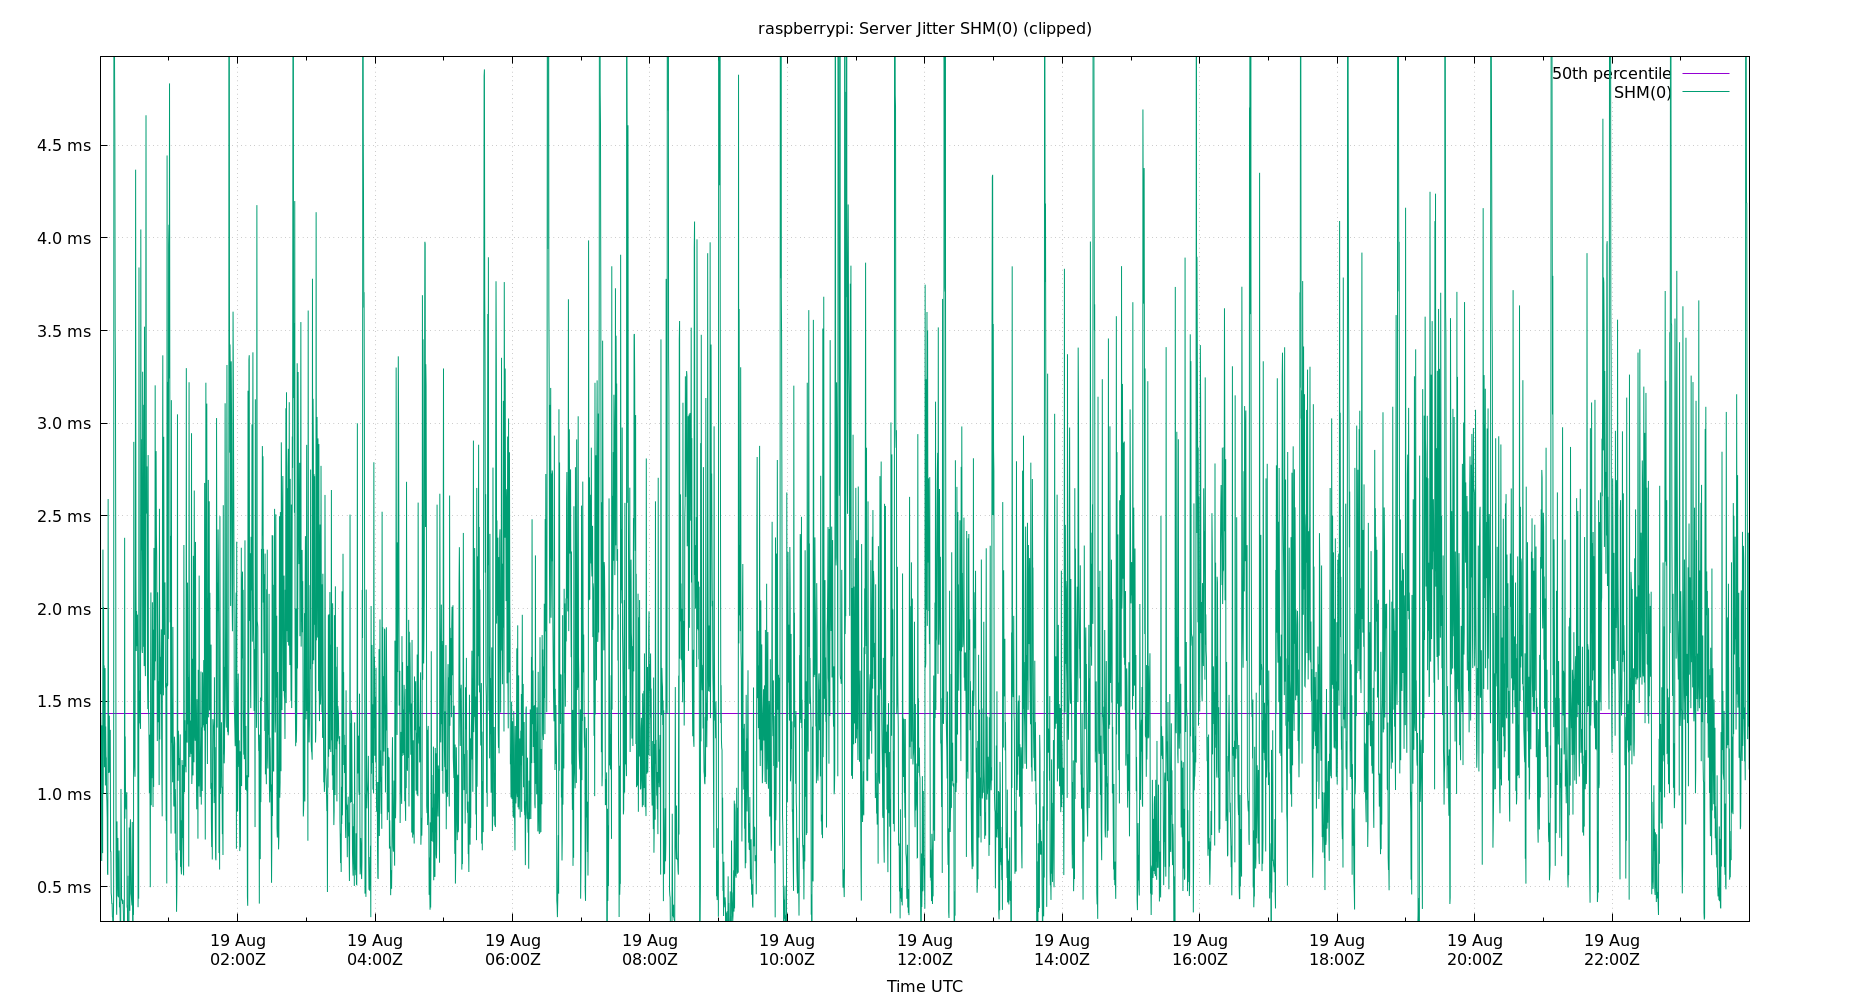 raspberrypi: Server Jitter SHM(0) (clipped)
50th percentile
SHM(0)
4.5 ms
4.0 ms
3.5 ms
3.0 ms
2.5 ms
2.0 ms
1.5 ms
1.0 ms
0.5 ms
19 Aug 19 Aug 19 Aug 19 Aug 19 Aug 19 Aug 19 Aug 19 Aug 19 Aug 19 Aug 19 Aug
02:00Z 04:00Z 06:00Z 08:00Z 10:00Z 12:00Z 14:00Z 16:00Z 18:00Z 20:00Z 22:00Z
Time UTC